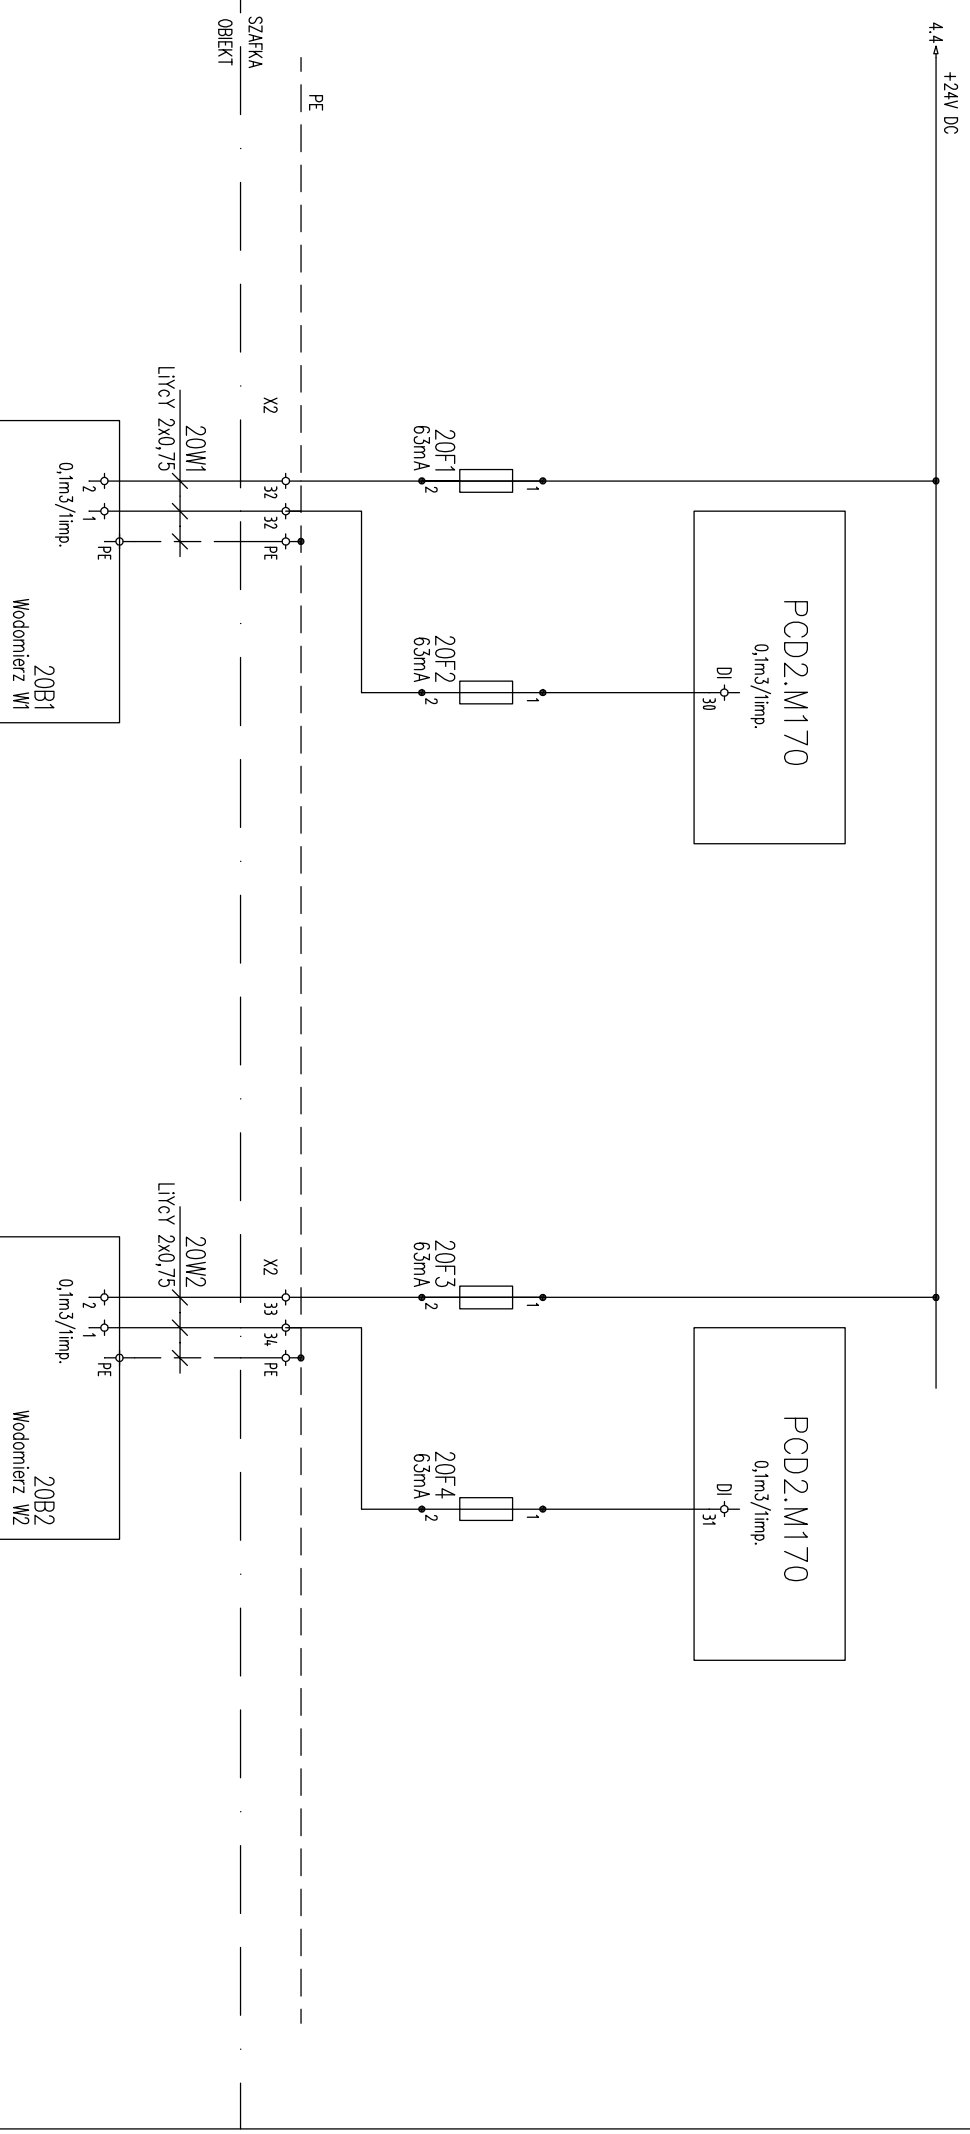 4.4
+24V DC
PCD2.M170
0,1m3/1imp.
DI
30
PCD2.M170
0,1m3/1imp.
DI
31
1
20F1
63mA
2
1
20F2
63mA
2
1
20F3
63mA
2
1
20F4
63mA
2
PE
SZAFKA
OBIEKT
X2
32
32
PE
X2
33
34
PE
20W1
LiYcY 2x0,75
20W2
LiYcY 2x0,75
2
1
PE
0,1m3/1imp.
20B1
Wodomierz W1
2
1
PE
0,1m3/1imp.
20B2
Wodomierz W2